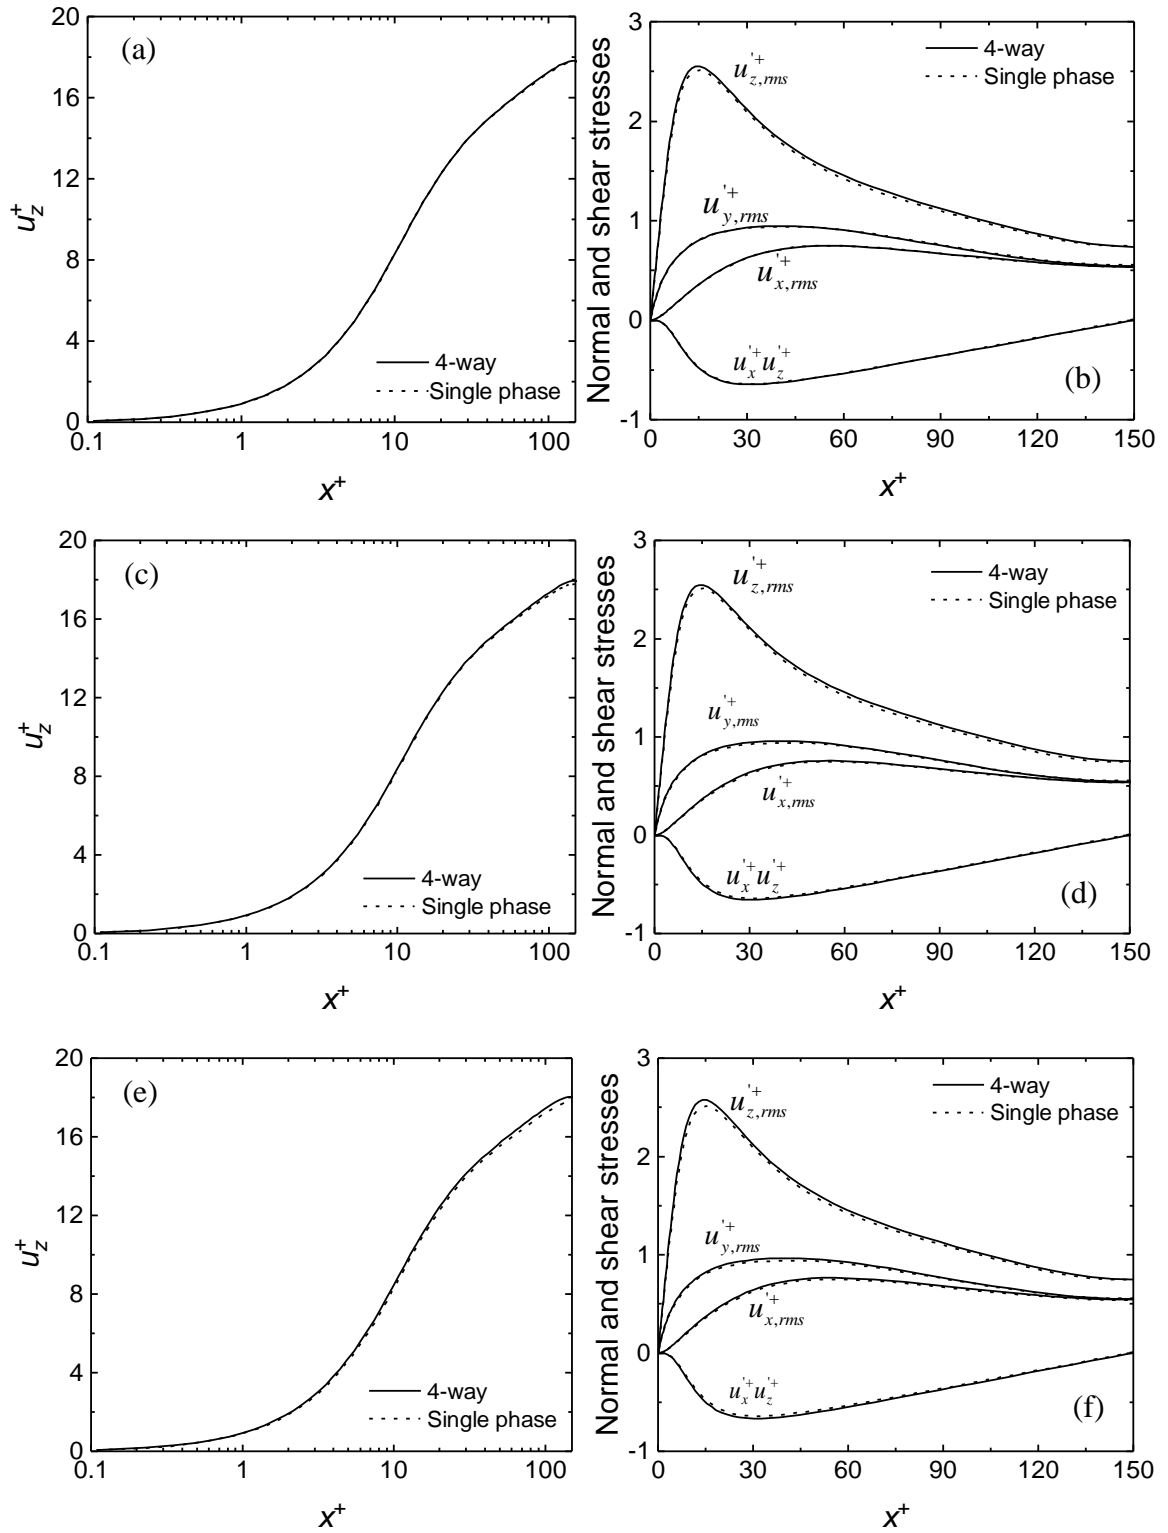 (a)
20
16
12
8
4
0
u_z^+
4-way
Single phase
0.1 1 10 100
x^+
3
2
1
0
-1
Normal and shear stresses
4-way
Single phase
u'^+_{z,rms}
u'^+_{y,rms}
u'^+_{x,rms}
u'^+_x u'^+_z
(b)
0 30 60 90 120 150
x^+
(c)
20
16
12
8
4
0
u_z^+
4-way
Single phase
0.1 1 10 100
x^+
3
2
1
0
-1
Normal and shear stresses
4-way
Single phase
u'^+_{z,rms}
u'^+_{y,rms}
u'^+_{x,rms}
u'^+_x u'^+_z
(d)
0 30 60 90 120 150
x^+
(e)
20
16
12
8
4
0
u_z^+
4-way
Single phase
0.1 1 10 100
x^+
3
2
1
0
-1
Normal and shear stresses
4-way
Single phase
u'^+_{z,rms}
u'^+_{y,rms}
u'^+_{x,rms}
u'^+_x u'^+_z
(f)
0 30 60 90 120 150
x^+